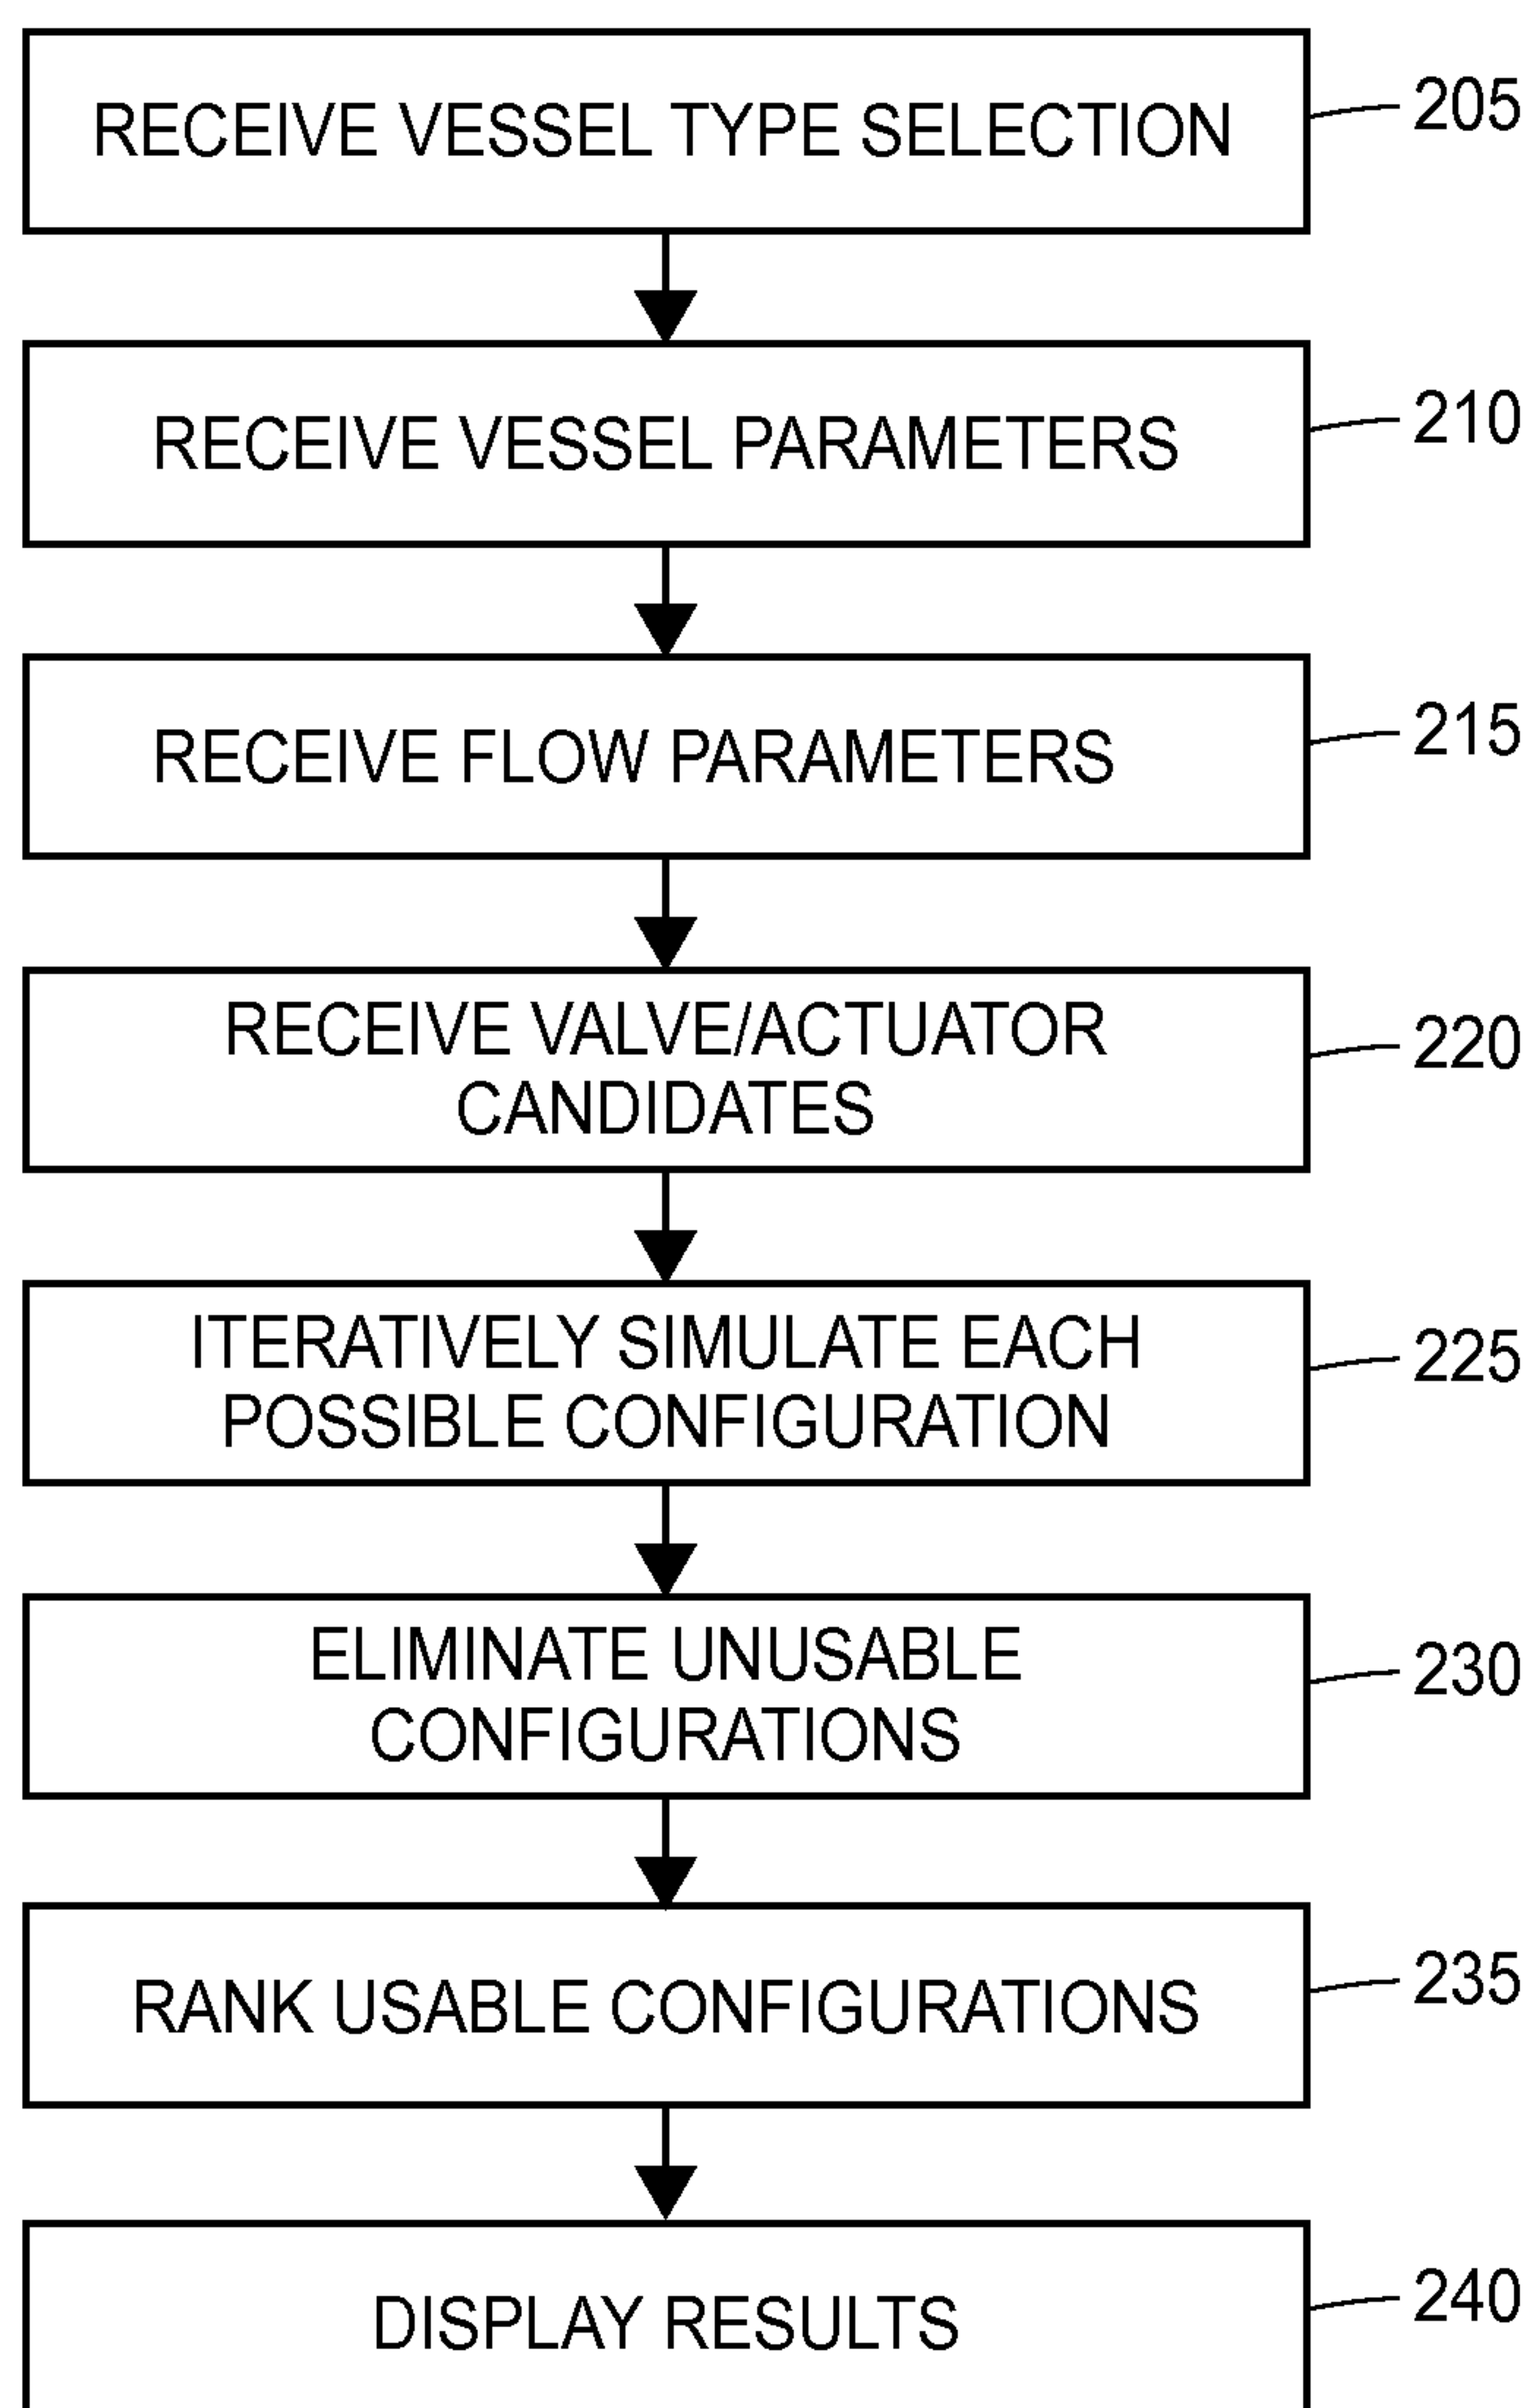 RECEIVE VESSEL TYPE SELECTION
205
RECEIVE VESSEL PARAMETERS
210
RECEIVE FLOW PARAMETERS
215
RECEIVE VALVE/ACTUATOR
CANDIDATES
220
ITERATIVELY SIMULATE EACH
POSSIBLE CONFIGURATION
225
ELIMINATE UNUSABLE
CONFIGURATIONS
230
RANK USABLE CONFIGURATIONS
235
DISPLAY RESULTS
240